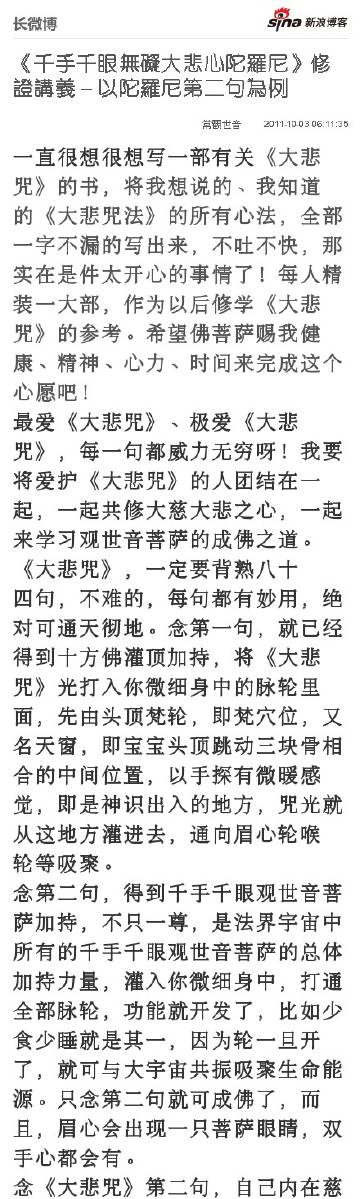 长微博
sina 新浪博客
《千手千眼無礙大悲心陀羅尼》修
證講義－以陀羅尼第二句為例
常觀世音 2011-10-03 06:11:35
一直很想很想写一部有关《大悲
咒》的书，将我想说的、我知道
的《大悲咒法》的所有心法，全部
一字不漏的写出来，不吐不快，那
实在是件太开心的事情了！每人精
装一大部，作为以后修学《大悲
咒》的参考。希望佛菩萨赐我健
康、精神、心力、时间来完成这个
心愿吧！
最爱《大悲咒》、极爱《大悲
咒》，每一句都威力无穷呀！我要
将爱护《大悲咒》的人团结在一
起，一起共修大慈大悲之心，一起
来学习观世音菩萨的成佛之道。
《大悲咒》，一定要背熟八十
四句，不难的，每句都有妙用，绝
对可通天彻地。念第一句，就已经
得到十方佛灌顶加持，将《大悲
咒》光打入你微细身中的脉轮里
面，先由头顶梵轮，即梵穴位，又
名天窗，即宝宝头顶跳动三块骨相
合的中间位置，以手探有微暖感
觉，即是神识出入的地方，咒光就
从这地方灌进去，通向眉心轮喉
轮等吸聚。
念第二句，得到千手千眼观世音菩
萨加持，不只一尊，是法界宇宙中
所有的千手千眼观世音菩萨的总体
加持力量，灌入你微细身中，打通
全部脉轮，功能就开发了，比如少
食少睡就是其一，因为轮一旦开
了，就可与大宇宙共振吸聚生命能
源。只念第二句就可成佛了，而
且，眉心会出现一只菩萨眼睛，双
手心都会有。
念《大悲咒》第二句，自己内在慈